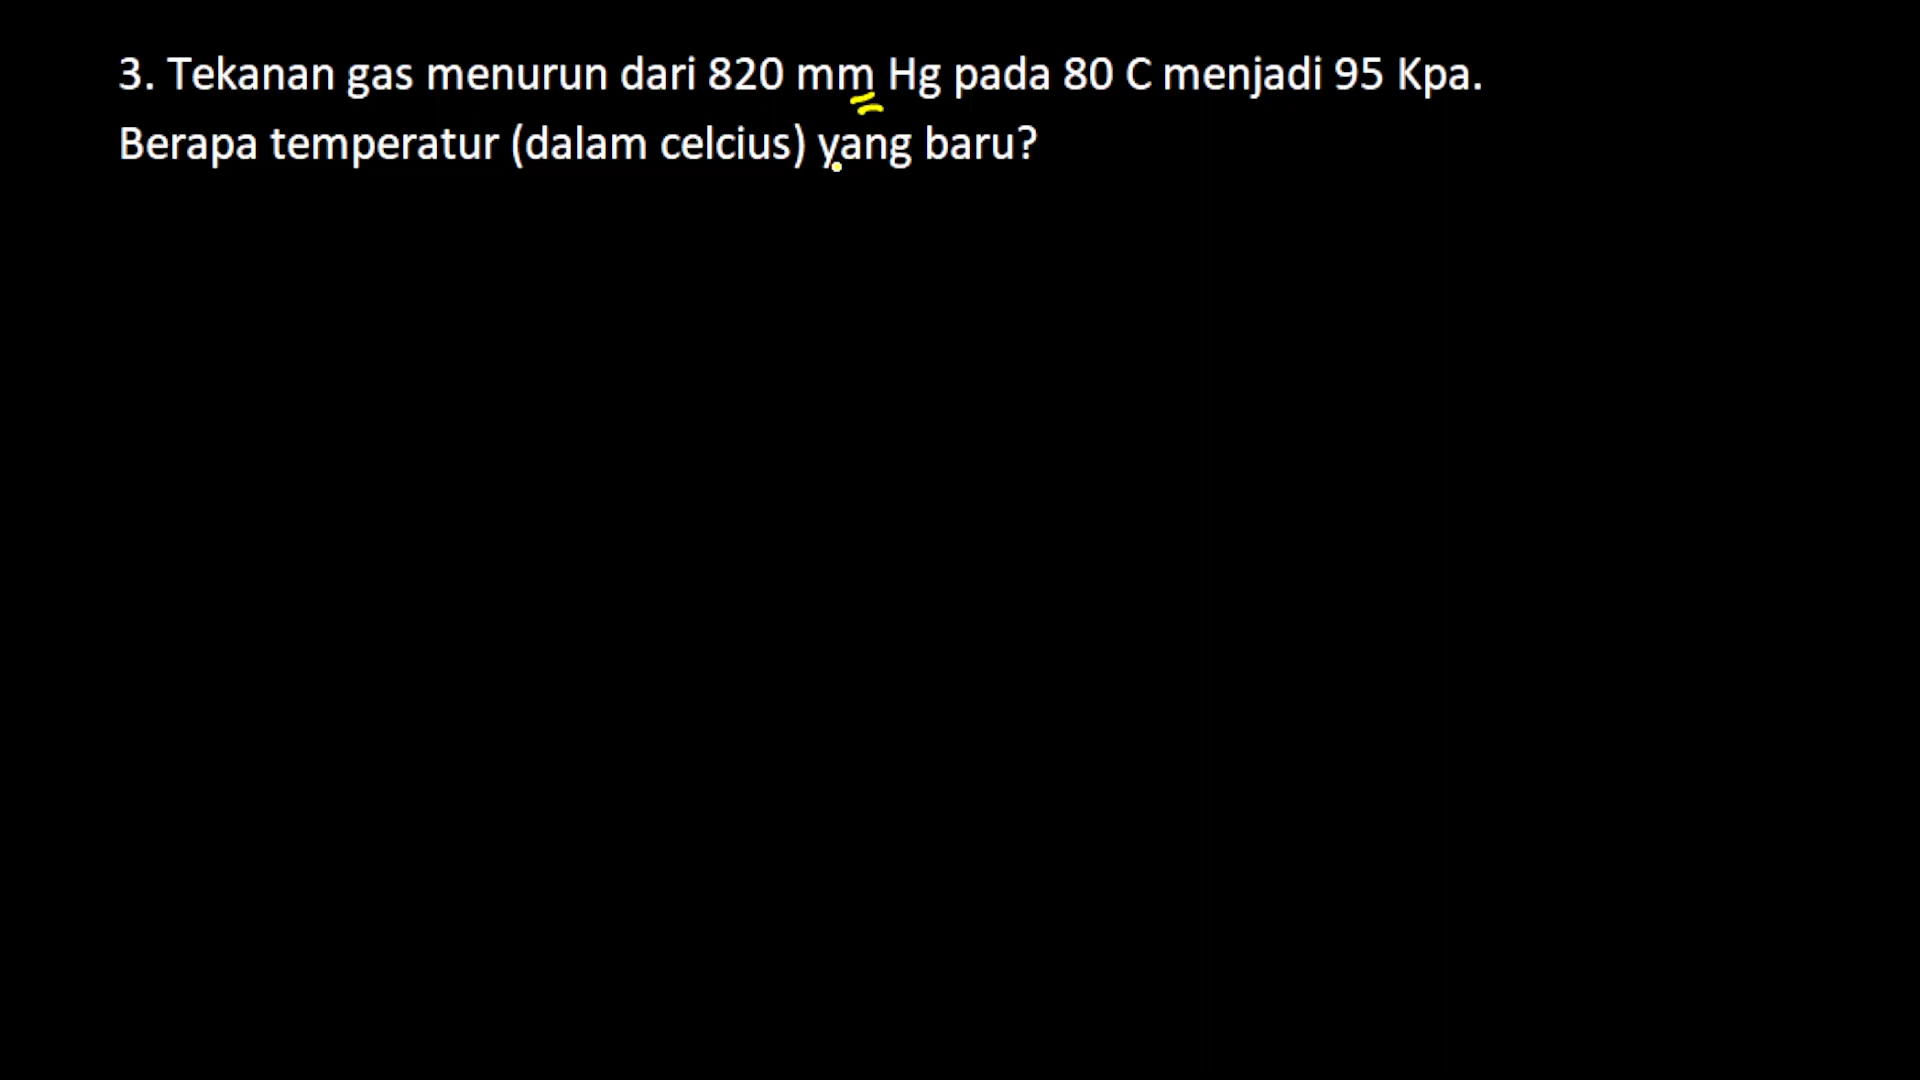 3. Tekanan gas menurun dari 820 mm Hg pada 80 C menjadi 95 Kpa.
Berapa temperatur (dalam celcius) yang baru?